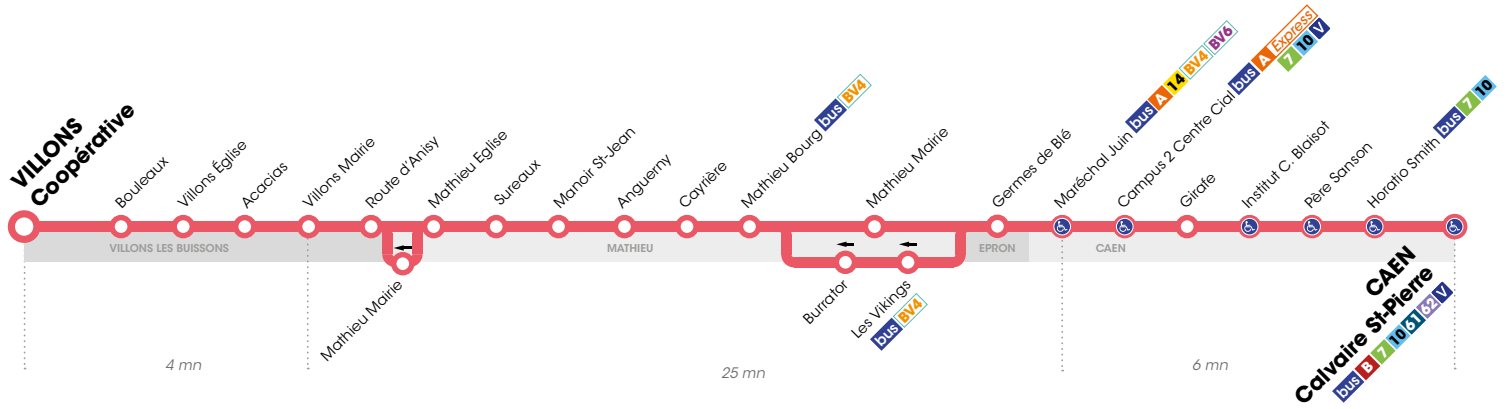 VILLONS
Coopérative
Bouleaux
Villons Église
Acacias
Villons Mairie
Route d'Anisy
Mathieu Eglise
Sureaux
Manoir St-Jean
Anguerny
Cayrière
Mathieu Bourg bus BV4
Mathieu Mairie
Germes de Blé
Maréchal Juin bus A 14 BV4 BV6
Campus 2 Centre Cial bus A Express
7 10 V
Girafe
Institut C. Blaisot
Père Sanson
Horatio Smith bus 7 10
VILLONS LES BUISSONS
MATHIEU
EPRON
CAEN
Mathieu Mairie
Burrator
Les Vikings
bus BV4
CAEN
Calvaire St-Pierre
bus B 7 10 61 62 V
4 mn
25 mn
6 mn